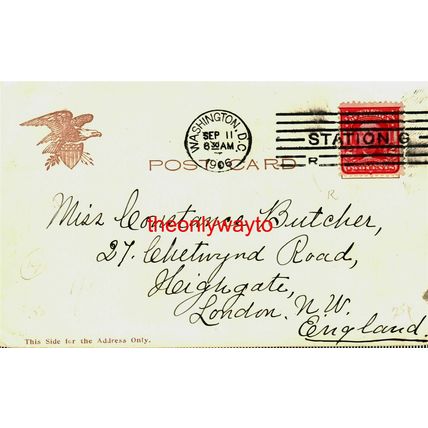 WASHINGTON, D.C.
SEP 11
6 30 AM
1906
STATION G
R
POST CARD
Miss Constance Butcher,
theonlywayto
27. Chetwynd Road,
Highgate,
London. N.W.
England.
This Side for the Address Only.